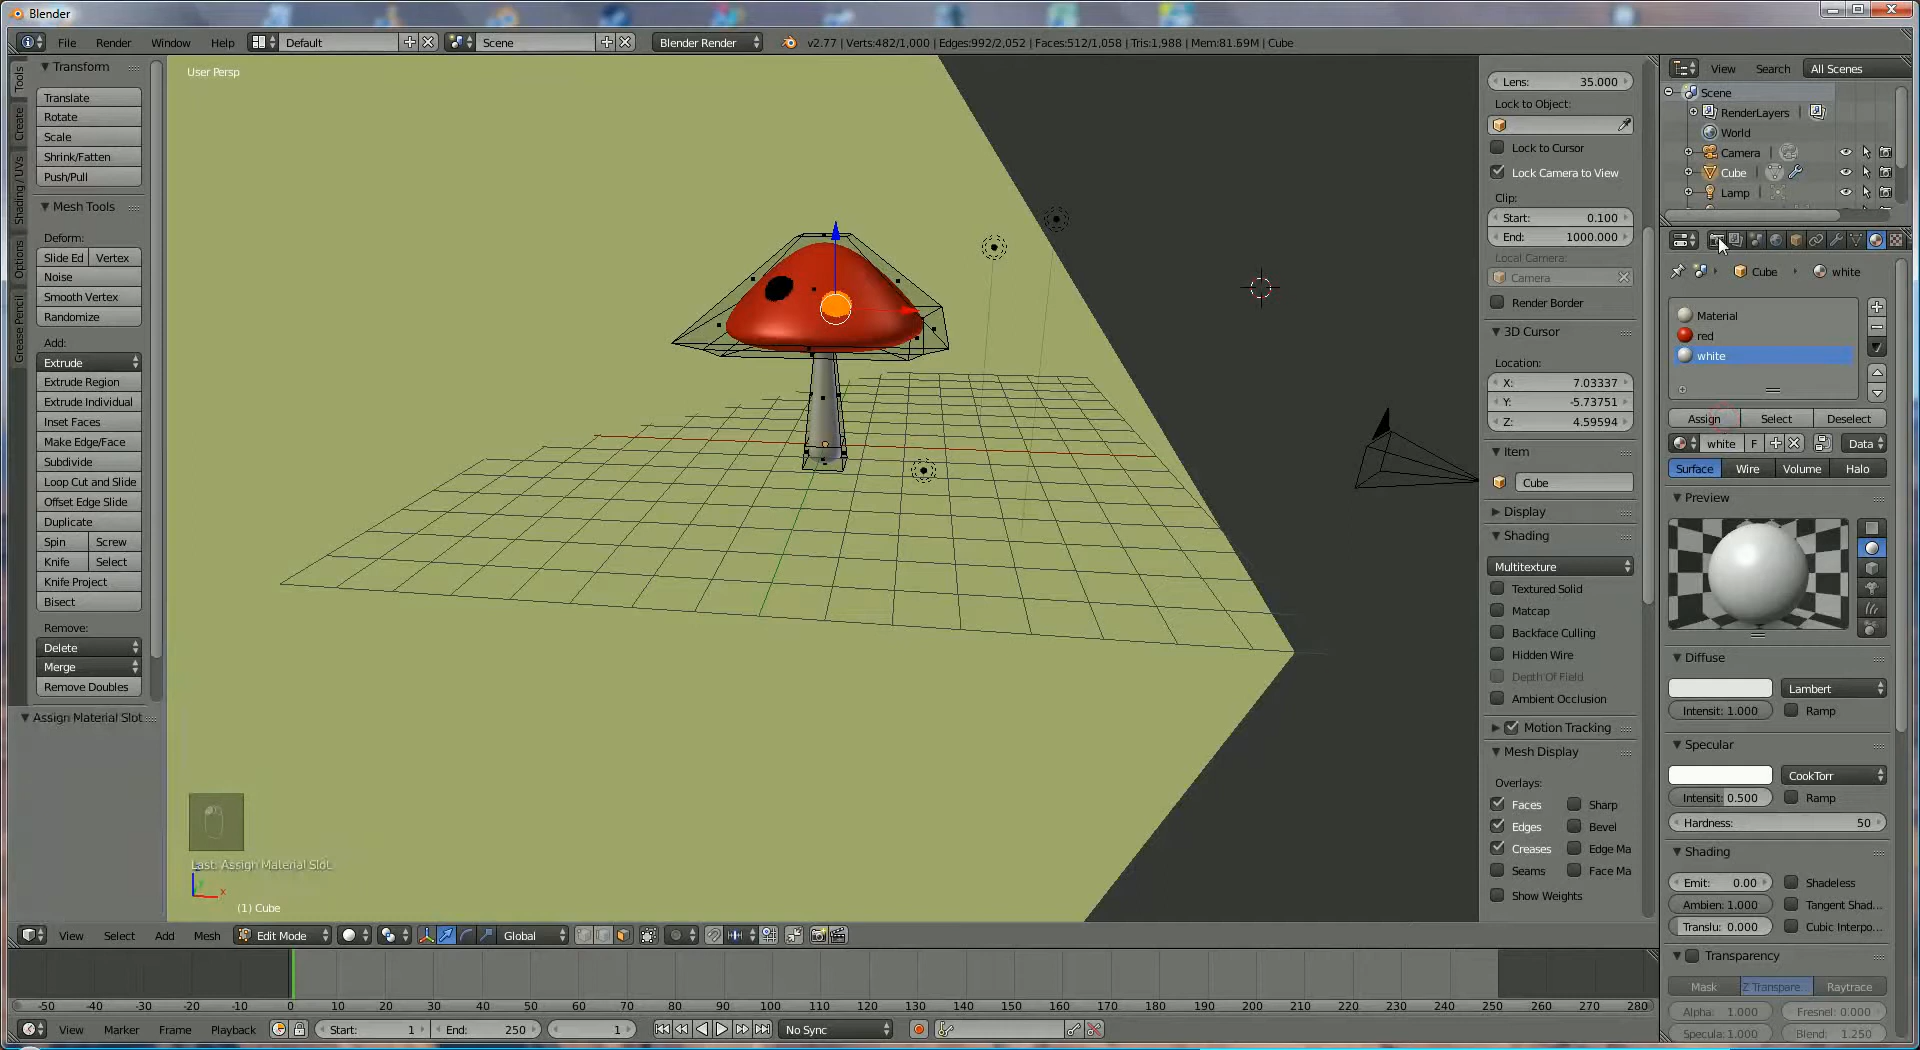 Blender
File Render Window Help Default Scene Blender Render v2.77 | Verts:482/1,000 | Edges:992/2,052 | Faces:512/1,058 | Tris:1,988 | Mem:81.69M | Cube
Tools
Create
Shading / UVs
Options
Grease Pencil
Transform
Translate
Rotate
Scale
Shrink/Fatten
Push/Pull
Mesh Tools
Deform:
Slide Ed Vertex
Noise
Smooth Vertex
Randomize
Add:
Extrude
Extrude Region
Extrude Individual
Inset Faces
Make Edge/Face
Subdivide
Loop Cut and Slide
Offset Edge Slide
Duplicate
Spin Screw
Knife Select
Knife Project
Bisect
Remove:
Delete
Merge
Remove Doubles
Assign Material Slot
User Persp
Last: Assign Material Slot
x
(1) Cube
Lens: 35.000
Lock to Object:
Lock to Cursor
Lock Camera to View
Clip:
Start: 0.100
End: 1000.000
Local Camera:
Camera
Render Border
3D Cursor
Location:
X: 7.03337
Y: -5.73751
Z: 4.59594
Item
Cube
Display
Shading
Multitexture
Textured Solid
Matcap
Backface Culling
Hidden Wire
Depth Of Field
Ambient Occlusion
Motion Tracking
Mesh Display
Overlays:
Faces Sharp
Edges Bevel
Creases Edge Ma
Seams Face Ma
Show Weights
View Search All Scenes
Scene
RenderLayers
World
Camera
Cube
Lamp
Cube white
Material
red
white
Assign Select Deselect
white F Data
Surface Wire Volume Halo
Preview
Diffuse
Lambert
Intensit: 1.000 Ramp
Specular
CookTorr
Intensit: 0.500 Ramp
Hardness: 50
Shading
Emit: 0.00 Shadeless
Ambien: 1.000 Tangent Shad...
Translu: 0.000 Cubic Interpo...
Transparency
Mask Z Transpare... Raytrace
Alpha: 1.000 Fresnel: 0.000
Specula: 1.000 Blend: 1.250
View Select Add Mesh Edit Mode Global
-50 -40 -30 -20 -10 0 10 20 30 40 50 60 70 80 90 100 110 120 130 140 150 160 170 180 190 200 210 220 230 240 250 260 270 280
View Marker Frame Playback Start: 1 End: 250 1 No Sync